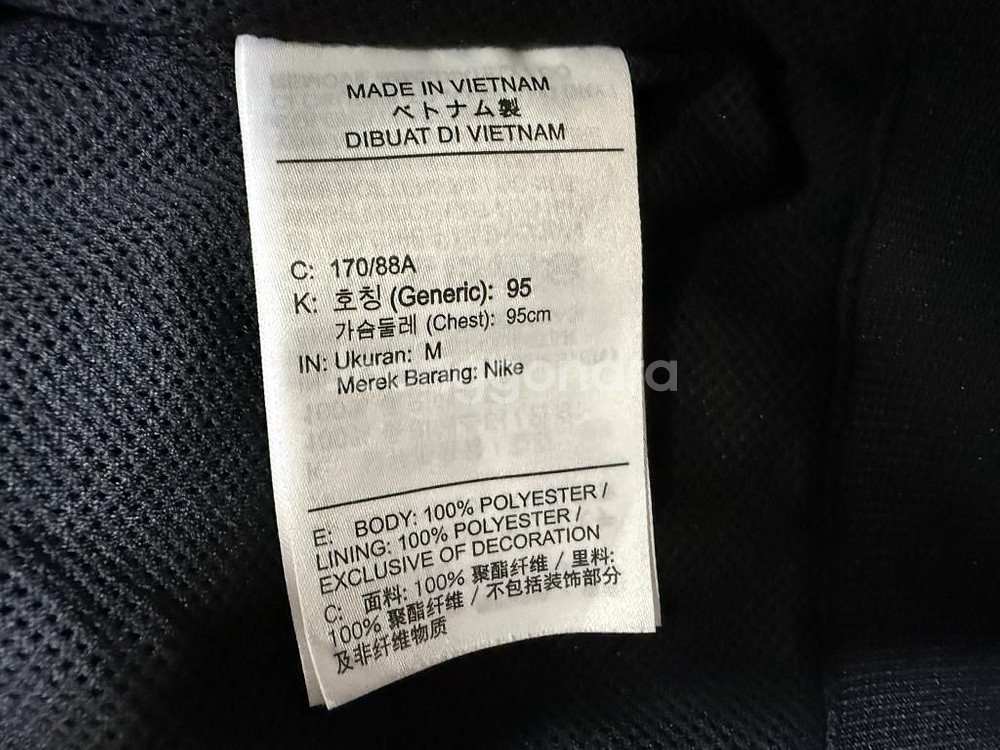 MADE IN VIETNAM
ベトナム製
DIBUAT DI VIETNAM
C: 170/88A
K: 호칭 (Generic): 95
가슴둘레 (Chest): 95cm
IN: Ukuran: M
Merek Barang: Nike
E: BODY: 100% POLYESTER /
LINING: 100% POLYESTER /
EXCLUSIVE OF DECORATION
C: 面料: 100% 聚酯纤维 / 里料:
100% 聚酯纤维 / 不包括装饰部分
及非纤维物质